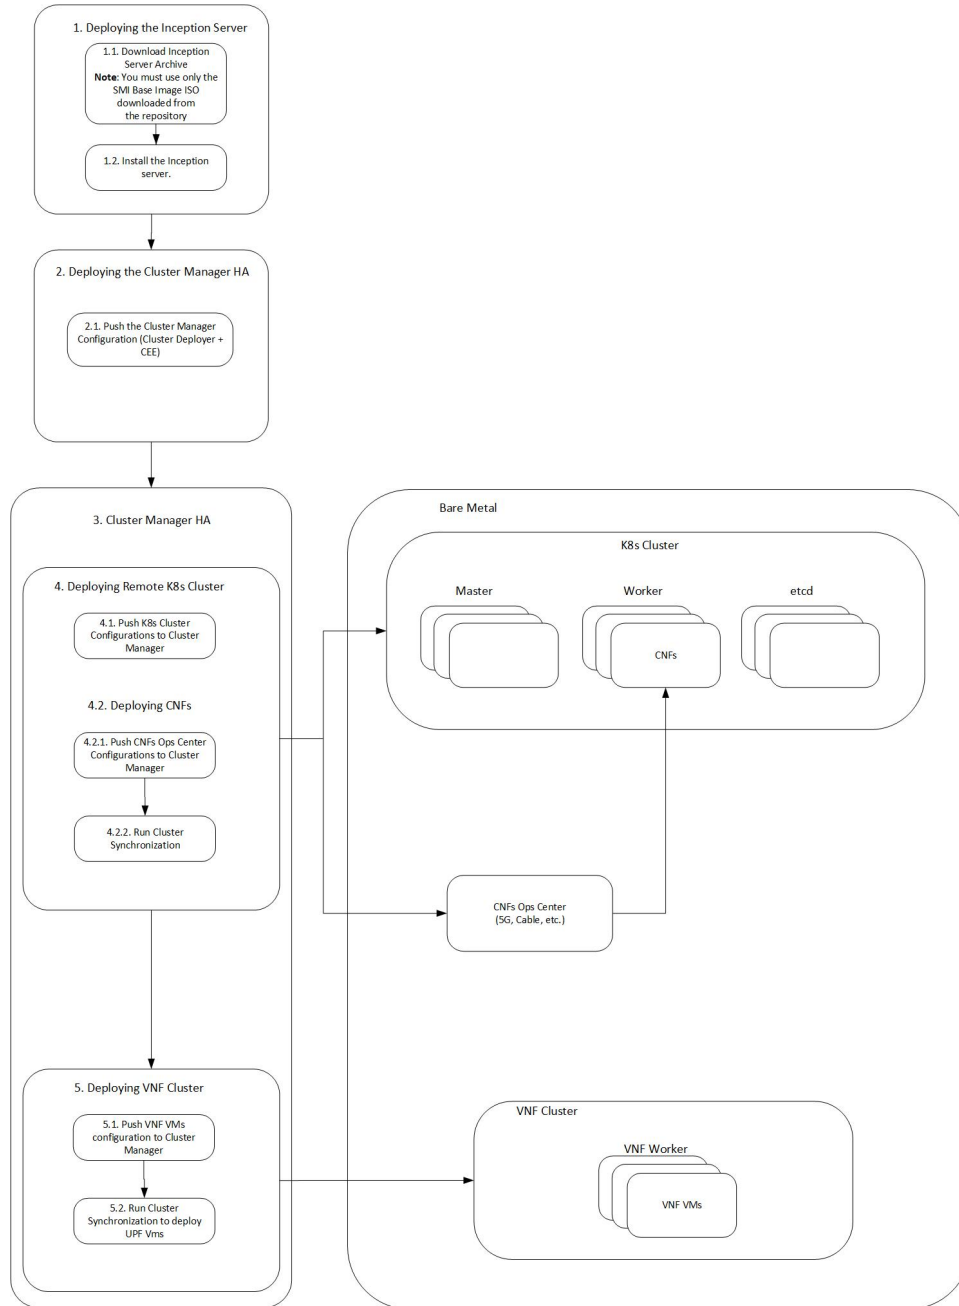 1. Deploying the Inception Server
1.1. Download Inception
Server Archive
Note: You must use only the
SMI Base Image ISO
downloaded from
the repository
1.2. Install the Inception
server.
2. Deploying the Cluster Manager HA
2.1. Push the Cluster Manager
Configuration (Cluster Deployer +
CEE)
3. Cluster Manager HA
4. Deploying Remote K8s Cluster
4.1. Push K8s Cluster
Configurations to Cluster
Manager
4.2. Deploying CNFs
4.2.1. Push CNFs Ops Center
Configurations to Cluster
Manager
4.2.2. Run Cluster
Synchronization
5. Deploying VNF Cluster
5.1. Push VNF VMs
configuration to Cluster
Manager
5.2. Run Cluster
Synchronization to deploy
UPF Vms
Bare Metal
K8s Cluster
Master
Worker
etcd
CNFs
CNFs Ops Center
(5G, Cable, etc.)
VNF Cluster
VNF Worker
VNF VMs